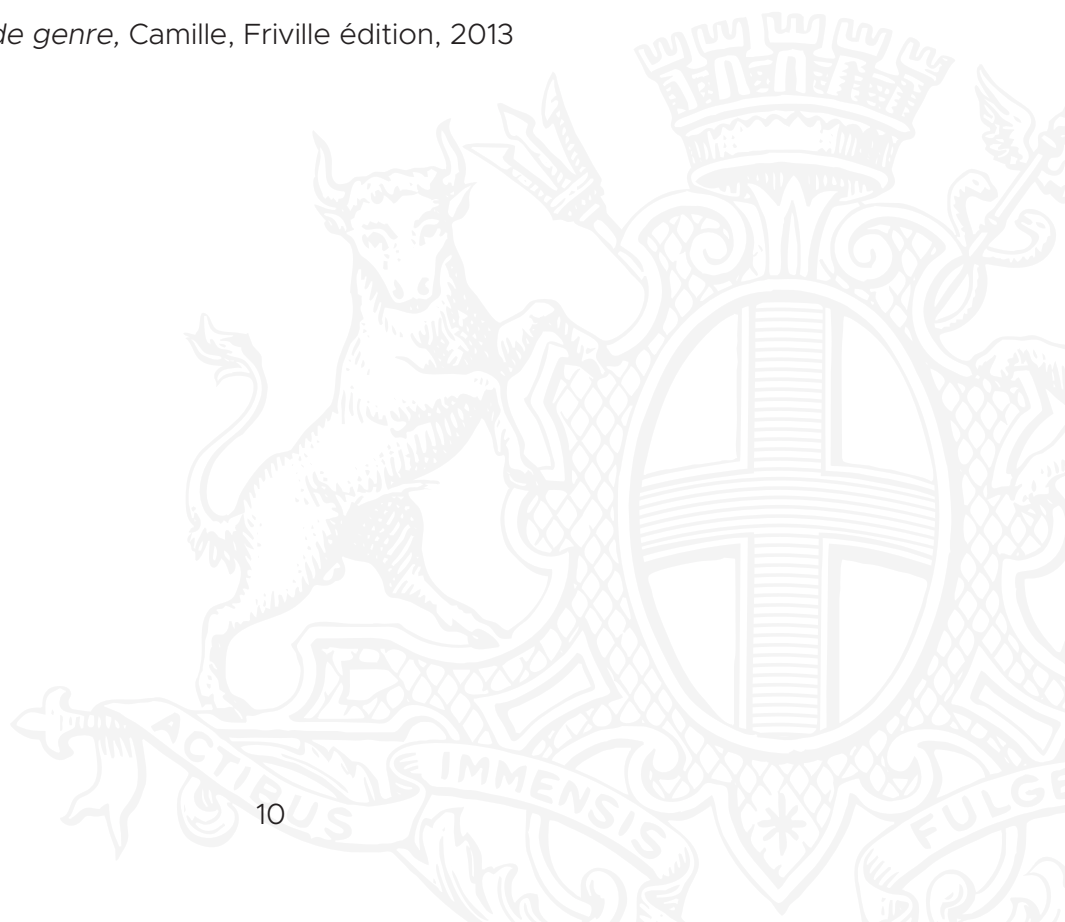 de genre, Camille, Friville édition, 2013
ACTIBUS IMMENSIS FULGE
10